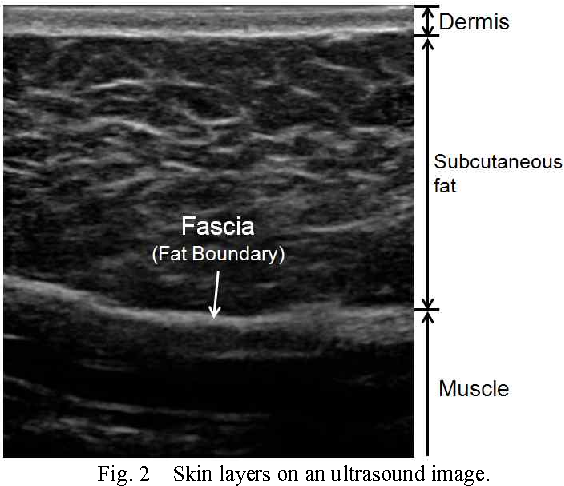 Dermis
Subcutaneous
fat
Fascia
(Fat Boundary)
Muscle
Fig. 2 Skin layers on an ultrasound image.